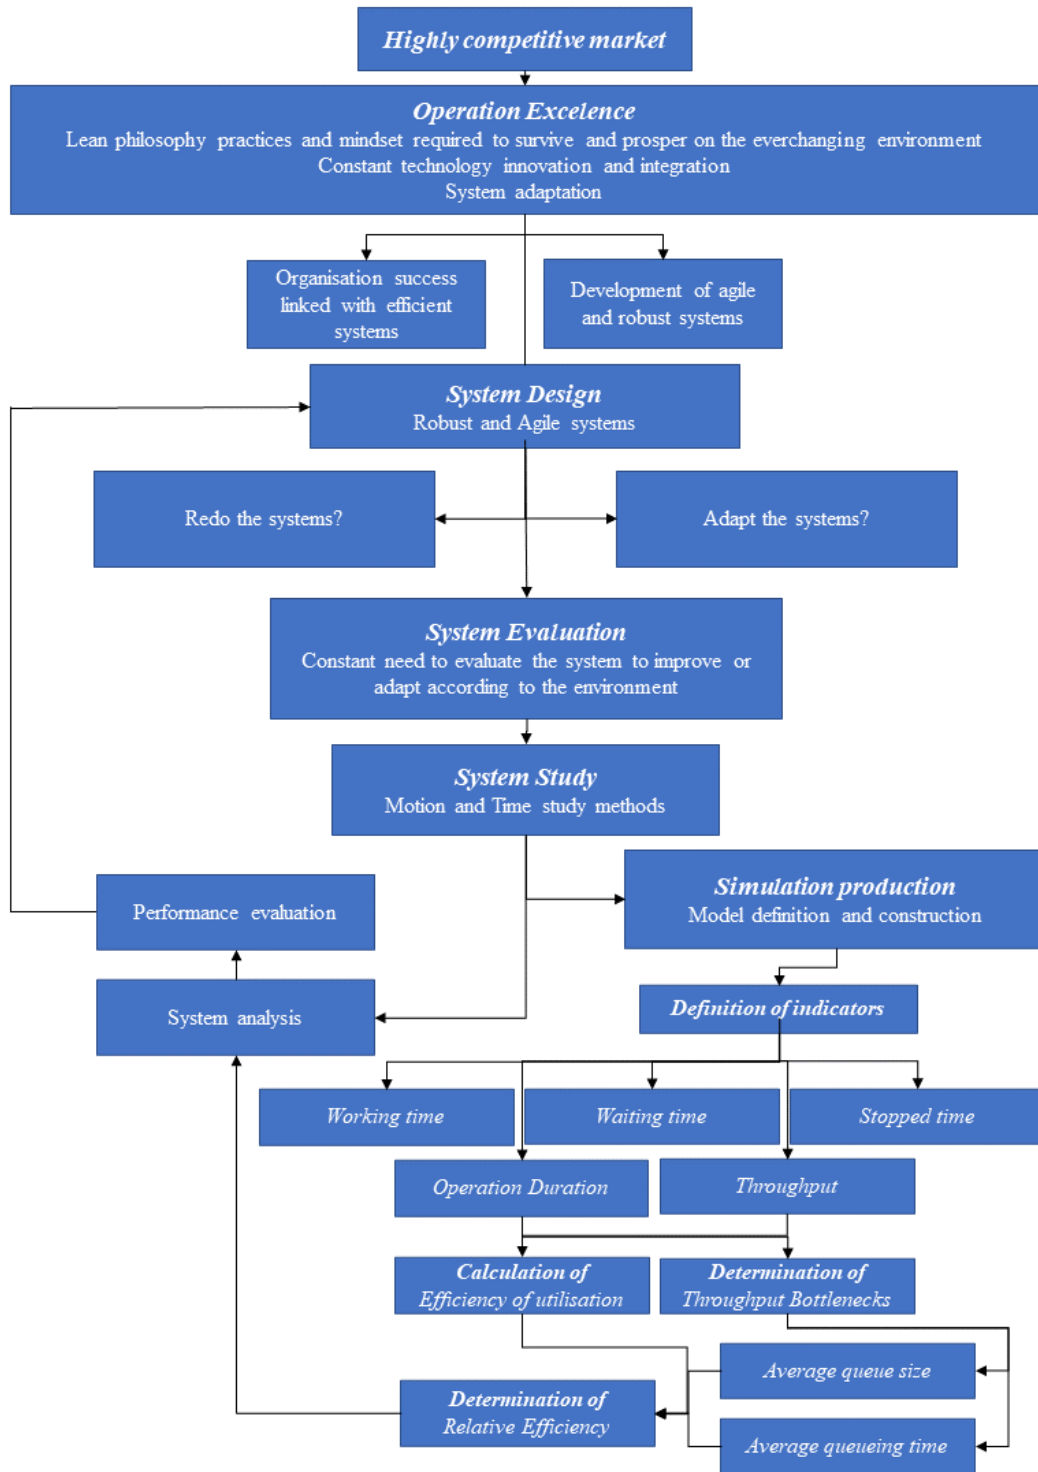 Highly competitive market
Operation Excelence
Lean philosophy practices and mindset required to survive and prosper on the everchanging environment
Constant technology innovation and integration
System adaptation
Organisation success
linked with efficient
systems
Development of agile
and robust systems
System Design
Robust and Agile systems
Redo the systems?
Adapt the systems?
System Evaluation
Constant need to evaluate the system to improve or
adapt according to the environment
System Study
Motion and Time study methods
Simulation production
Model definition and construction
Performance evaluation
System analysis
Definition of indicators
Working time
Waiting time
Stopped time
Operation Duration
Throughput
Calculation of
Efficiency of utilisation
Determination of
Throughput Bottlenecks
Average queue size
Determination of
Relative Efficiency
Average queueing time